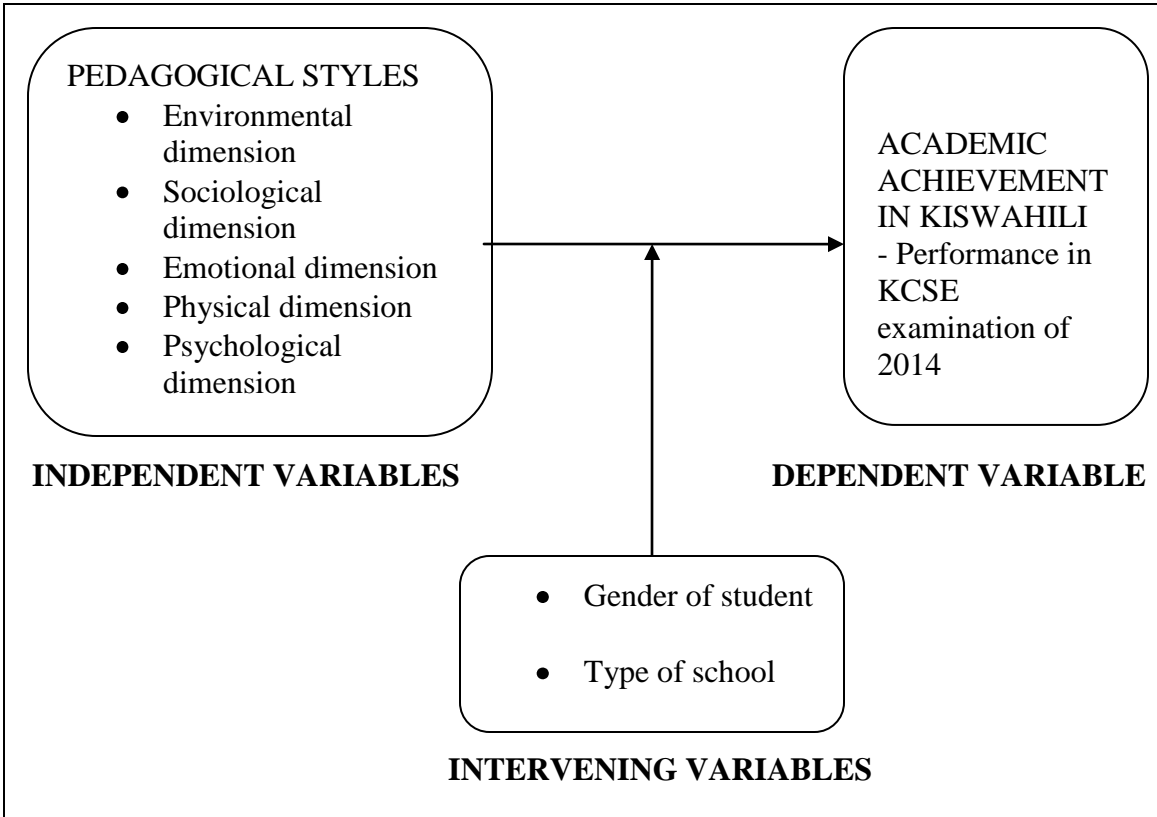 PEDAGOGICAL STYLES
● Environmental
dimension
● Sociological
dimension
● Emotional dimension
● Physical dimension
● Psychological
dimension
INDEPENDENT VARIABLES
ACADEMIC
ACHIEVEMENT
IN KISWAHILI
- Performance in
KCSE
examination of
2014
DEPENDENT VARIABLE
● Gender of student
● Type of school
INTERVENING VARIABLES